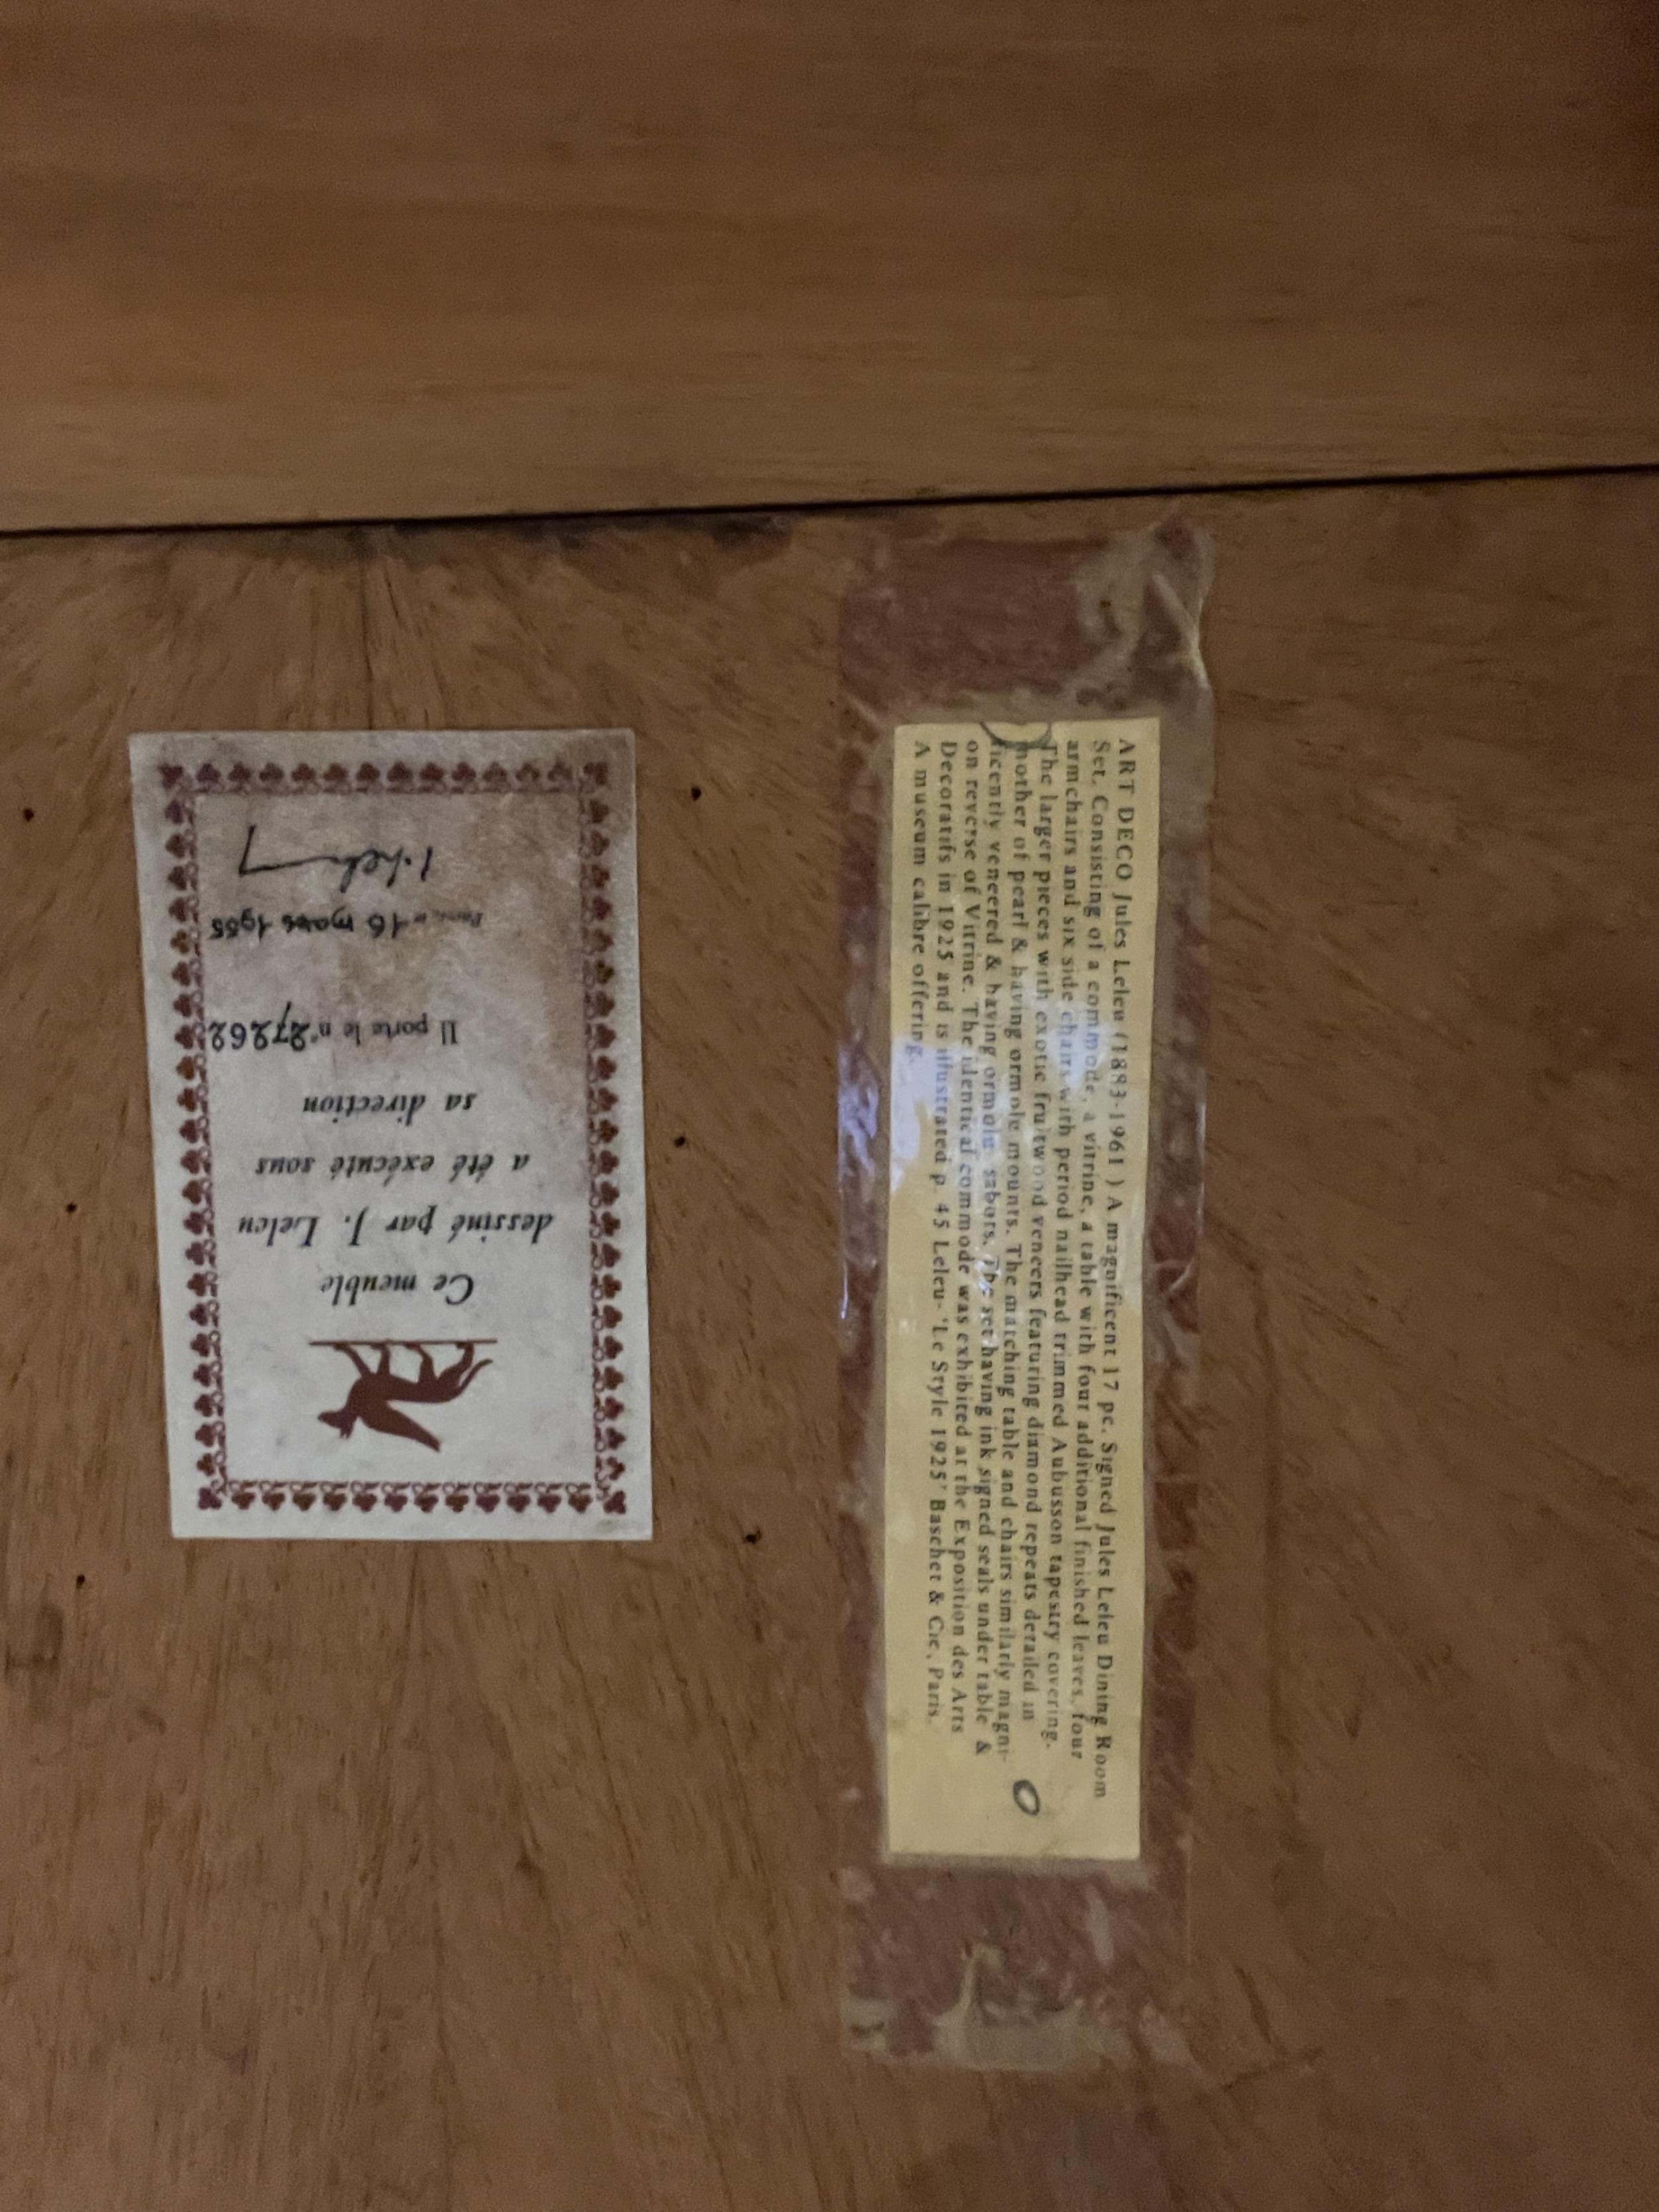 Ce meuble
dessiné par J. Leleu
a été exécuté sous
sa direction
Il porte le n° 27262
Paris, le 16 mars 1955
ART DECO Jules Leleu (1883-1961 ) A magnificent 17 pc. Signed Jules Leleu Dining Room
Set. Consisting of a commode, a vitrine, a table with four additional finished leaves, four
armchairs and six side chairs with period nailhead trimmed Aubusson tapestry covering.
The larger pieces with exotic fruitwood veneers featuring diamond repeats detailed in
mother of pearl & having ormolu mounts. The matching table and chairs similarly magni-
ficently veneered & having ormolu sabots. The set having ink signed seals under table &
on reverse of Vitrine. The identical commode was exhibited at the Exposition des Arts
Decoratifs in 1925 and is illustrated p. 45 Leleu- 'Le Style 1925' Baschet & Cie, Paris.
A museum calibre offering.